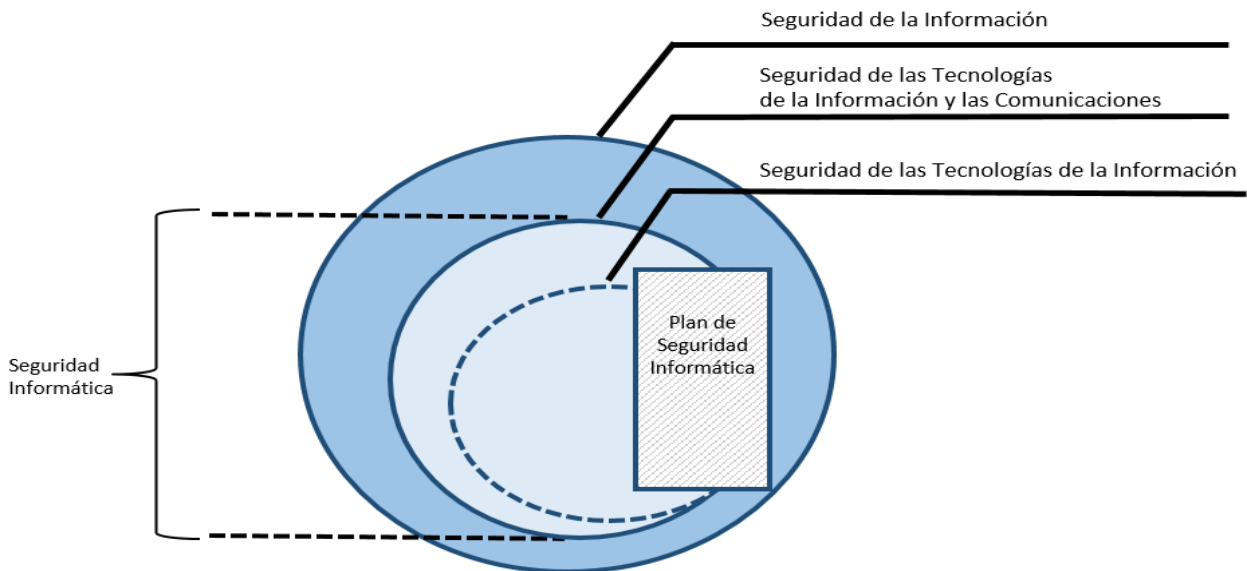 Seguridad de la Información
Seguridad de las Tecnologías
de la Información y las Comunicaciones
Seguridad de las Tecnologías de la Información
Plan de
Seguridad
Informática
Seguridad
Informática